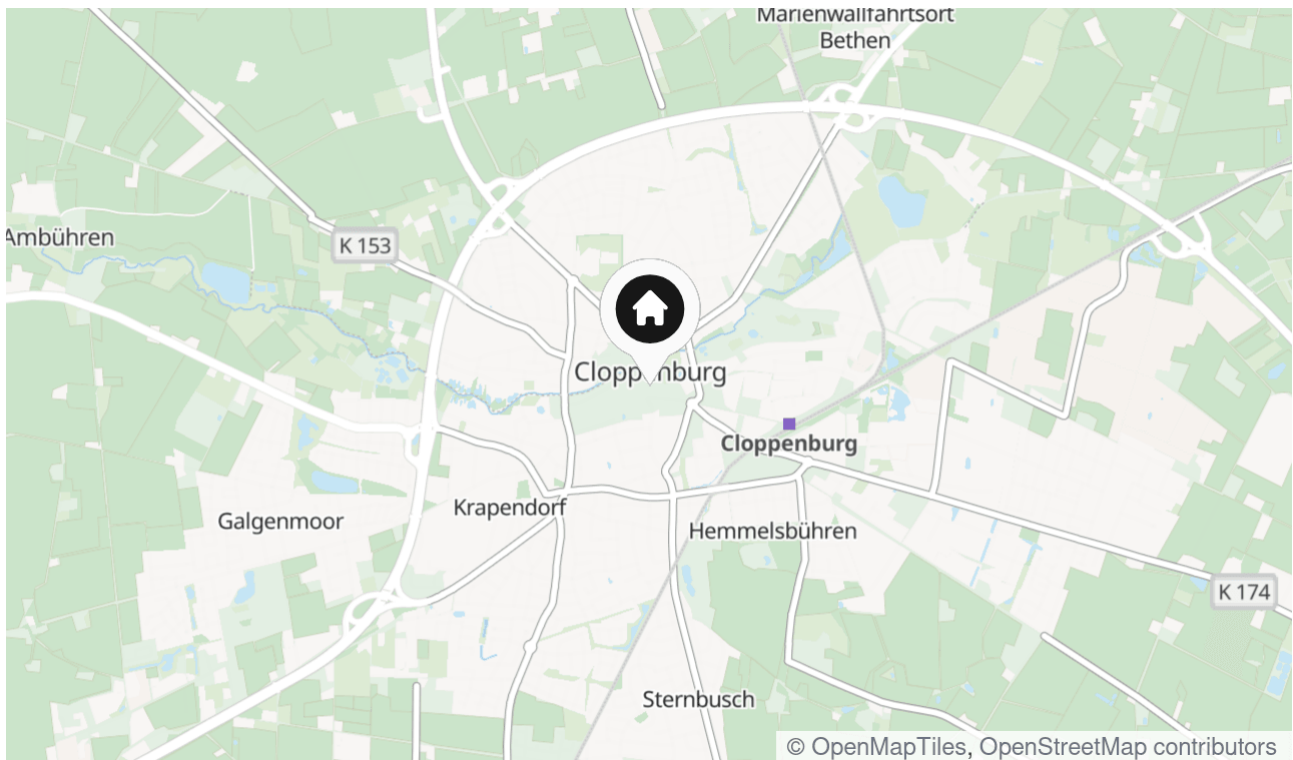 Marienwallfahrtsort
Bethen
Ambühren
K 153
Cloppenburg
Cloppenburg
Krapendorf
Galgenmoor
Hemmelsbühren
K 174
Sternbusch
© OpenMapTiles, OpenStreetMap contributors